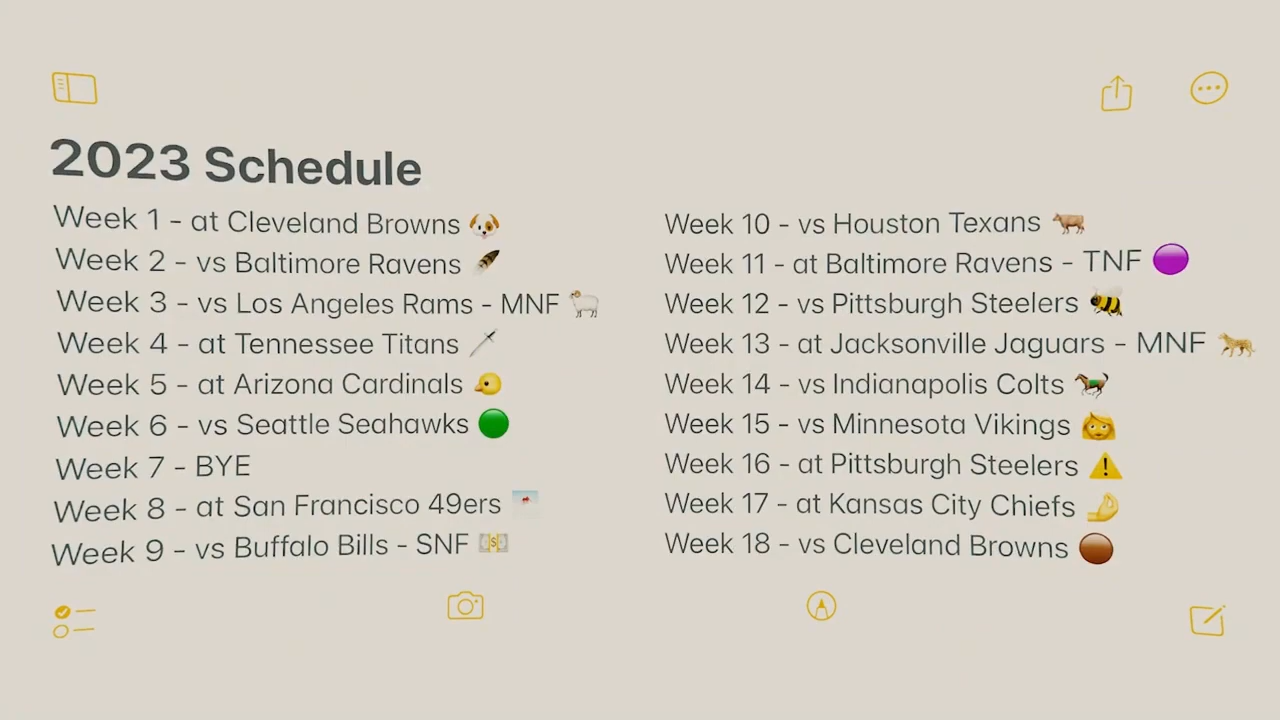 2023 Schedule
Week 1 - at Cleveland Browns 🐶
Week 2 - vs Baltimore Ravens 🪶
Week 3 - vs Los Angeles Rams - MNF 🐏
Week 4 - at Tennessee Titans 🗡️
Week 5 - at Arizona Cardinals 🐤
Week 6 - vs Seattle Seahawks 🟢
Week 7 - BYE
Week 8 - at San Francisco 49ers
Week 9 - vs Buffalo Bills - SNF 💵
Week 10 - vs Houston Texans 🐂
Week 11 - at Baltimore Ravens - TNF 🟣
Week 12 - vs Pittsburgh Steelers 🐝
Week 13 - at Jacksonville Jaguars - MNF 🐆
Week 14 - vs Indianapolis Colts 🐎
Week 15 - vs Minnesota Vikings 👩
Week 16 - at Pittsburgh Steelers ⚠️
Week 17 - at Kansas City Chiefs 🤌
Week 18 - vs Cleveland Browns 🟤